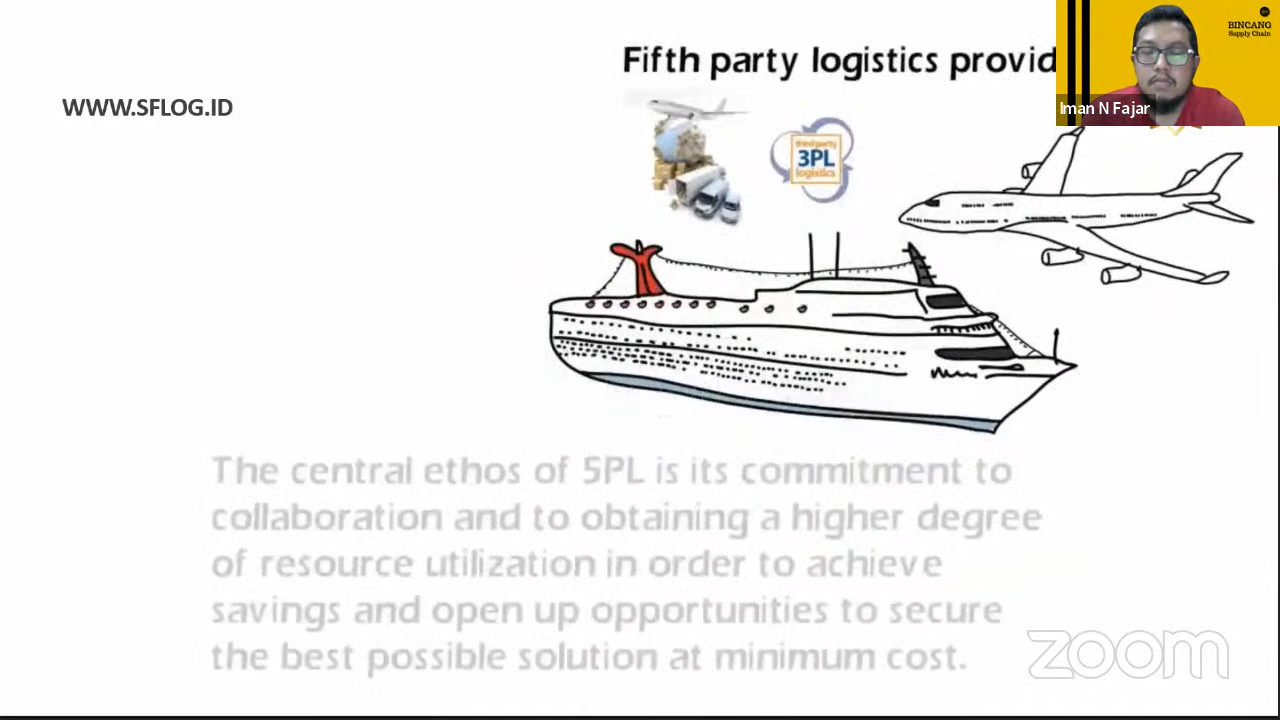 Fifth party logistics provid
BINCANG
Supply Chain
WWW.SFLOG.ID
Iman N Fajar
third party
3PL
logistics
The central ethos of 5PL is its commitment to
collaboration and to obtaining a higher degree
of resource utilization in order to achieve
savings and open up opportunities to secure
the best possible solution at minimum cost.
zoom